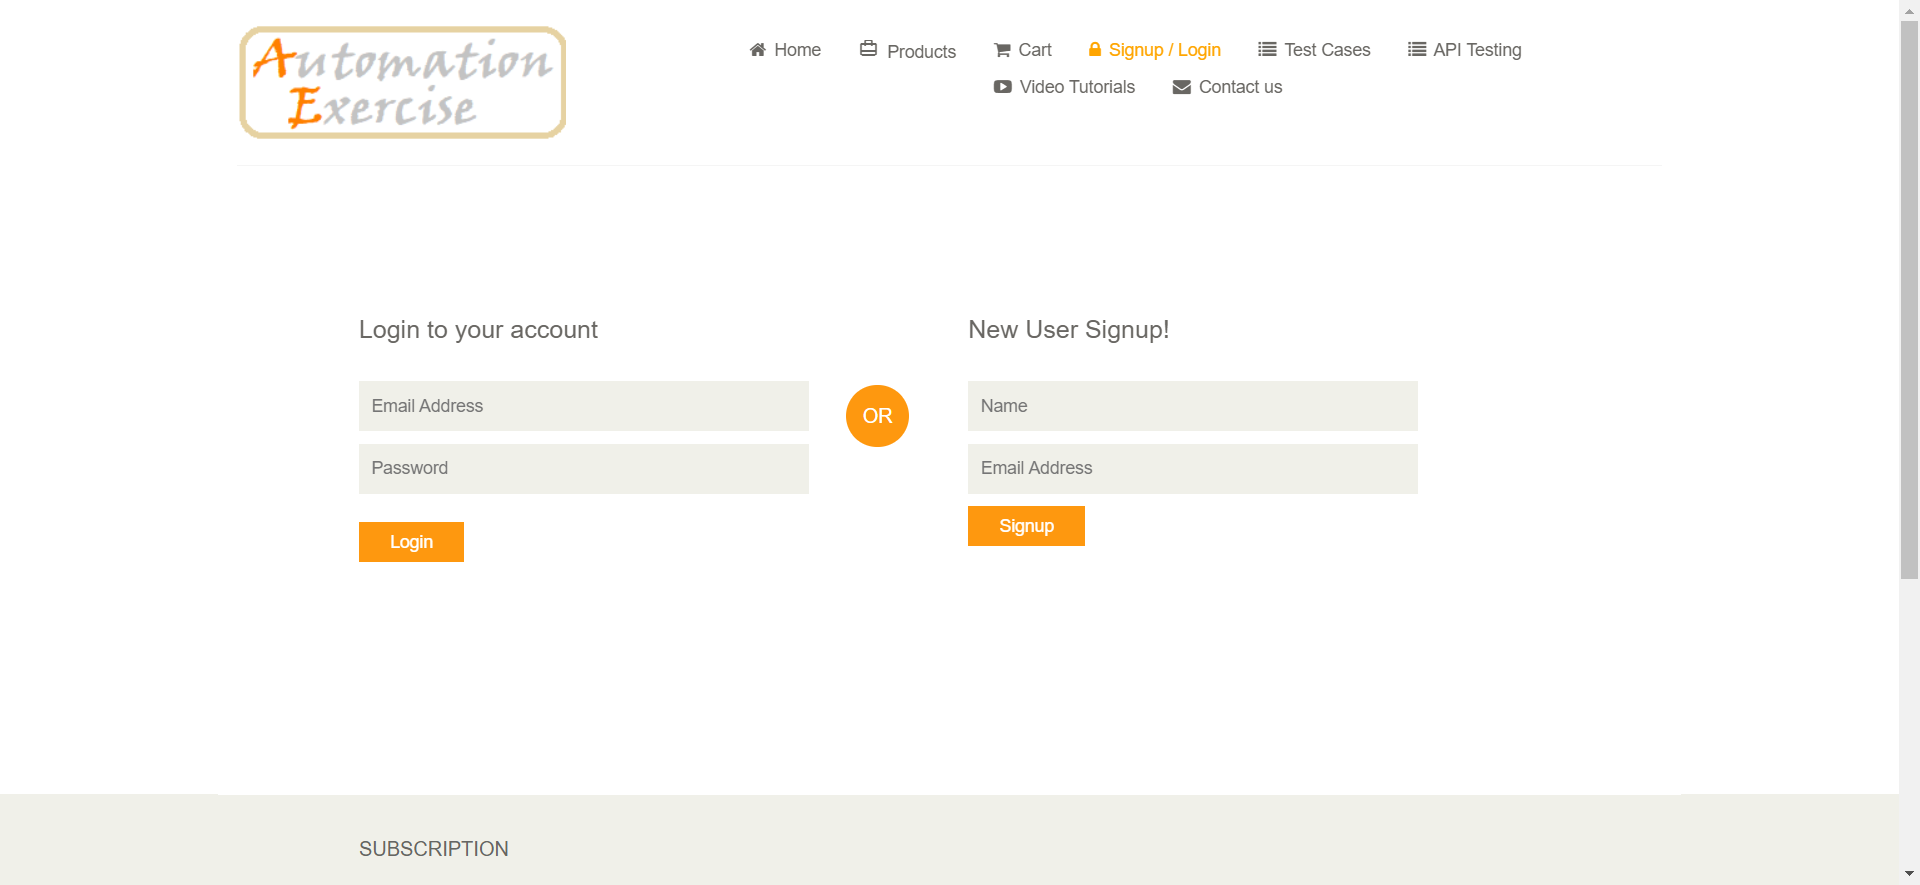 Automation
Exercise
Home Products Cart Signup / Login Test Cases API Testing
Video Tutorials Contact us
Login to your account
Email Address
Password
Login
OR
New User Signup!
Name
Email Address
Signup
SUBSCRIPTION